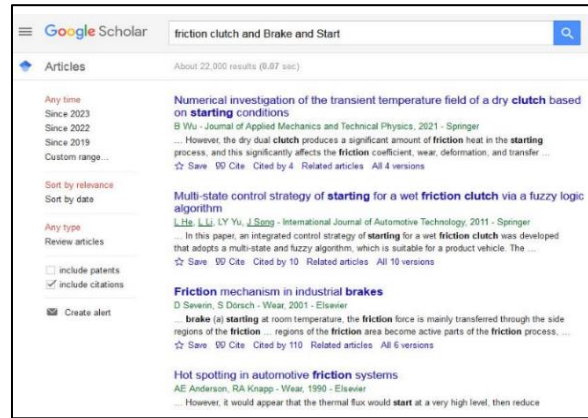 Google Scholar
friction clutch and Brake and Start
Articles
About 22,000 results (0.07 sec)
Any time
Since 2023
Since 2022
Since 2019
Custom range...
Sort by relevance
Sort by date
Any type
Review articles
include patents
include citations
Create alert
Numerical investigation of the transient temperature field of a dry clutch based
on starting conditions
B Wu - Journal of Applied Mechanics and Technical Physics, 2021 - Springer
... However, the dry dual clutch produces a significant amount of friction heat in the starting
process, and this significantly affects the friction coefficient, wear, deformation, and transfer ...
Save Cite Cited by 4 Related articles All 4 versions
Multi-state control strategy of starting for a wet friction clutch via a fuzzy logic
algorithm
L He, L Li, LY Yu, J Song - International Journal of Automotive Technology, 2011 - Springer
... In this paper, an integrated control strategy of starting for a wet friction clutch was developed
that adopts a multi-state and fuzzy algorithm, which is suitable for a product vehicle. The ...
Save Cite Cited by 10 Related articles All 10 versions
Friction mechanism in industrial brakes
D Severin, S Dörsch - Wear, 2001 - Elsevier
... brake (a) starting at room temperature, the friction force is mainly transferred through the side
regions of the friction ... regions of the friction area become active parts of the friction process, ...
Save Cite Cited by 110 Related articles All 6 versions
Hot spotting in automotive friction systems
AE Anderson, RA Knapp - Wear, 1990 - Elsevier
... However, it would appear that the thermal flux would start at a very high level, then reduce